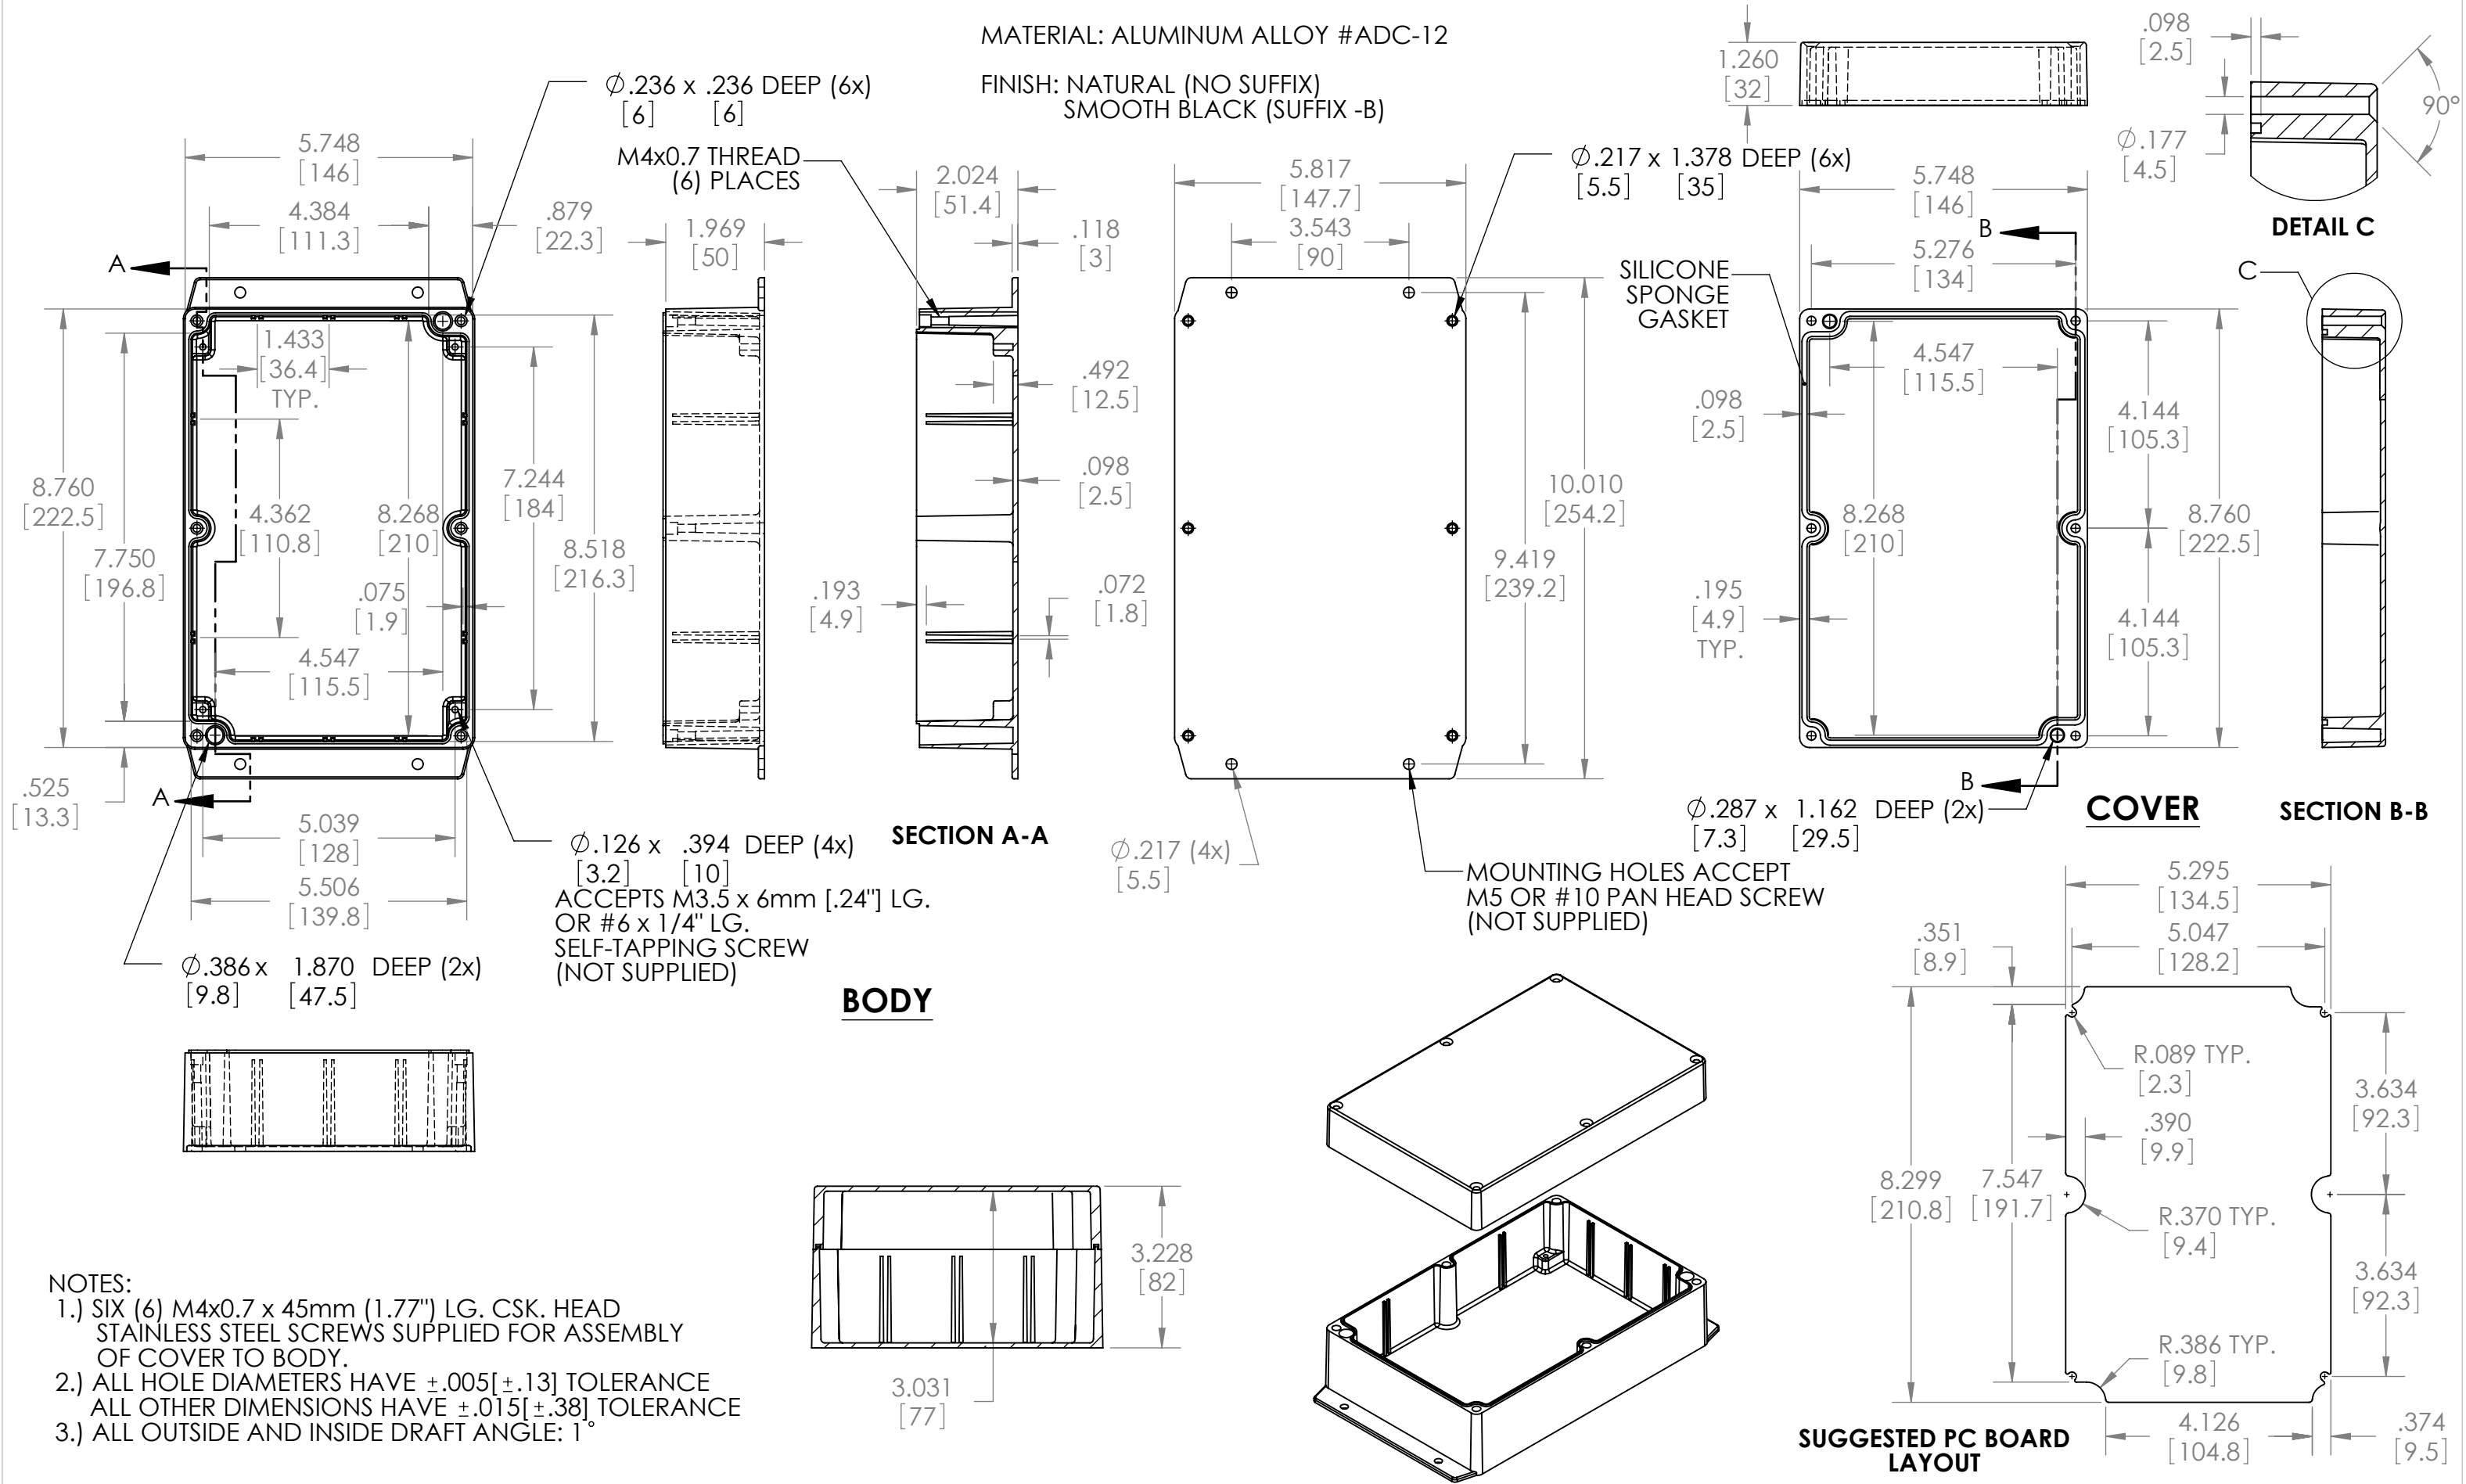 MATERIAL: ALUMINUM ALLOY #ADC-12
FINISH: NATURAL (NO SUFFIX)
SMOOTH BLACK (SUFFIX -B)
∅.236 x .236 DEEP (6x)
[6] [6]
M4x0.7 THREAD
(6) PLACES
5.748
[146]
4.384
[111.3]
.879
[22.3]
A
1.433
[36.4]
TYP.
8.760
[222.5]
7.750
[196.8]
4.362
[110.8]
8.268
[210]
7.244
[184]
8.518
[216.3]
.075
[1.9]
4.547
[115.5]
.525
[13.3]
A
5.039
[128]
5.506
[139.8]
∅.386 x 1.870 DEEP (2x)
[9.8] [47.5]
∅.126 x .394 DEEP (4x)
[3.2] [10]
ACCEPTS M3.5 x 6mm [.24"] LG.
OR #6 x 1/4" LG.
SELF-TAPPING SCREW
(NOT SUPPLIED)
1.969
[50]
2.024
[51.4]
.118
[3]
.492
[12.5]
.098
[2.5]
.193
[4.9]
.072
[1.8]
SECTION A-A
BODY
5.817
[147.7]
3.543
[90]
∅.217 x 1.378 DEEP (6x)
[5.5] [35]
10.010
[254.2]
9.419
[239.2]
∅.217 (4x)
[5.5]
MOUNTING HOLES ACCEPT
M5 OR #10 PAN HEAD SCREW
(NOT SUPPLIED)
1.260
[32]
5.748
[146]
B
5.276
[134]
SILICONE
SPONGE
GASKET
4.547
[115.5]
.098
[2.5]
4.144
[105.3]
8.268
[210]
8.760
[222.5]
.195
[4.9]
TYP.
4.144
[105.3]
B
∅.287 x 1.162 DEEP (2x)
[7.3] [29.5]
COVER
.098
[2.5]
90°
∅.177
[4.5]
DETAIL C
C
SECTION B-B
5.295
[134.5]
.351
[8.9]
5.047
[128.2]
R.089 TYP.
[2.3]
3.634
[92.3]
.390
[9.9]
8.299
[210.8]
7.547
[191.7]
R.370 TYP.
[9.4]
3.634
[92.3]
R.386 TYP.
[9.8]
4.126
[104.8]
.374
[9.5]
SUGGESTED PC BOARD
LAYOUT
3.228
[82]
3.031
[77]
NOTES:
1.) SIX (6) M4x0.7 x 45mm (1.77") LG. CSK. HEAD
STAINLESS STEEL SCREWS SUPPLIED FOR ASSEMBLY
OF COVER TO BODY.
2.) ALL HOLE DIAMETERS HAVE ±.005[±.13] TOLERANCE
ALL OTHER DIMENSIONS HAVE ±.015[±.38] TOLERANCE
3.) ALL OUTSIDE AND INSIDE DRAFT ANGLE: 1°